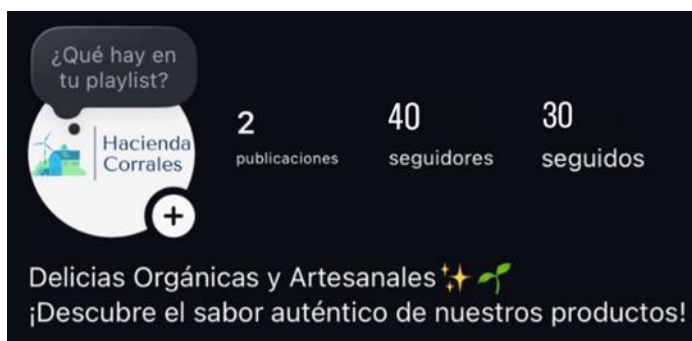 ¿Qué hay en
tu playlist?
Hacienda
Corrales
2
publicaciones
40
seguidores
30
seguidos
Delicias Orgánicas y Artesanales✨🌱
¡Descubre el sabor auténtico de nuestros productos!